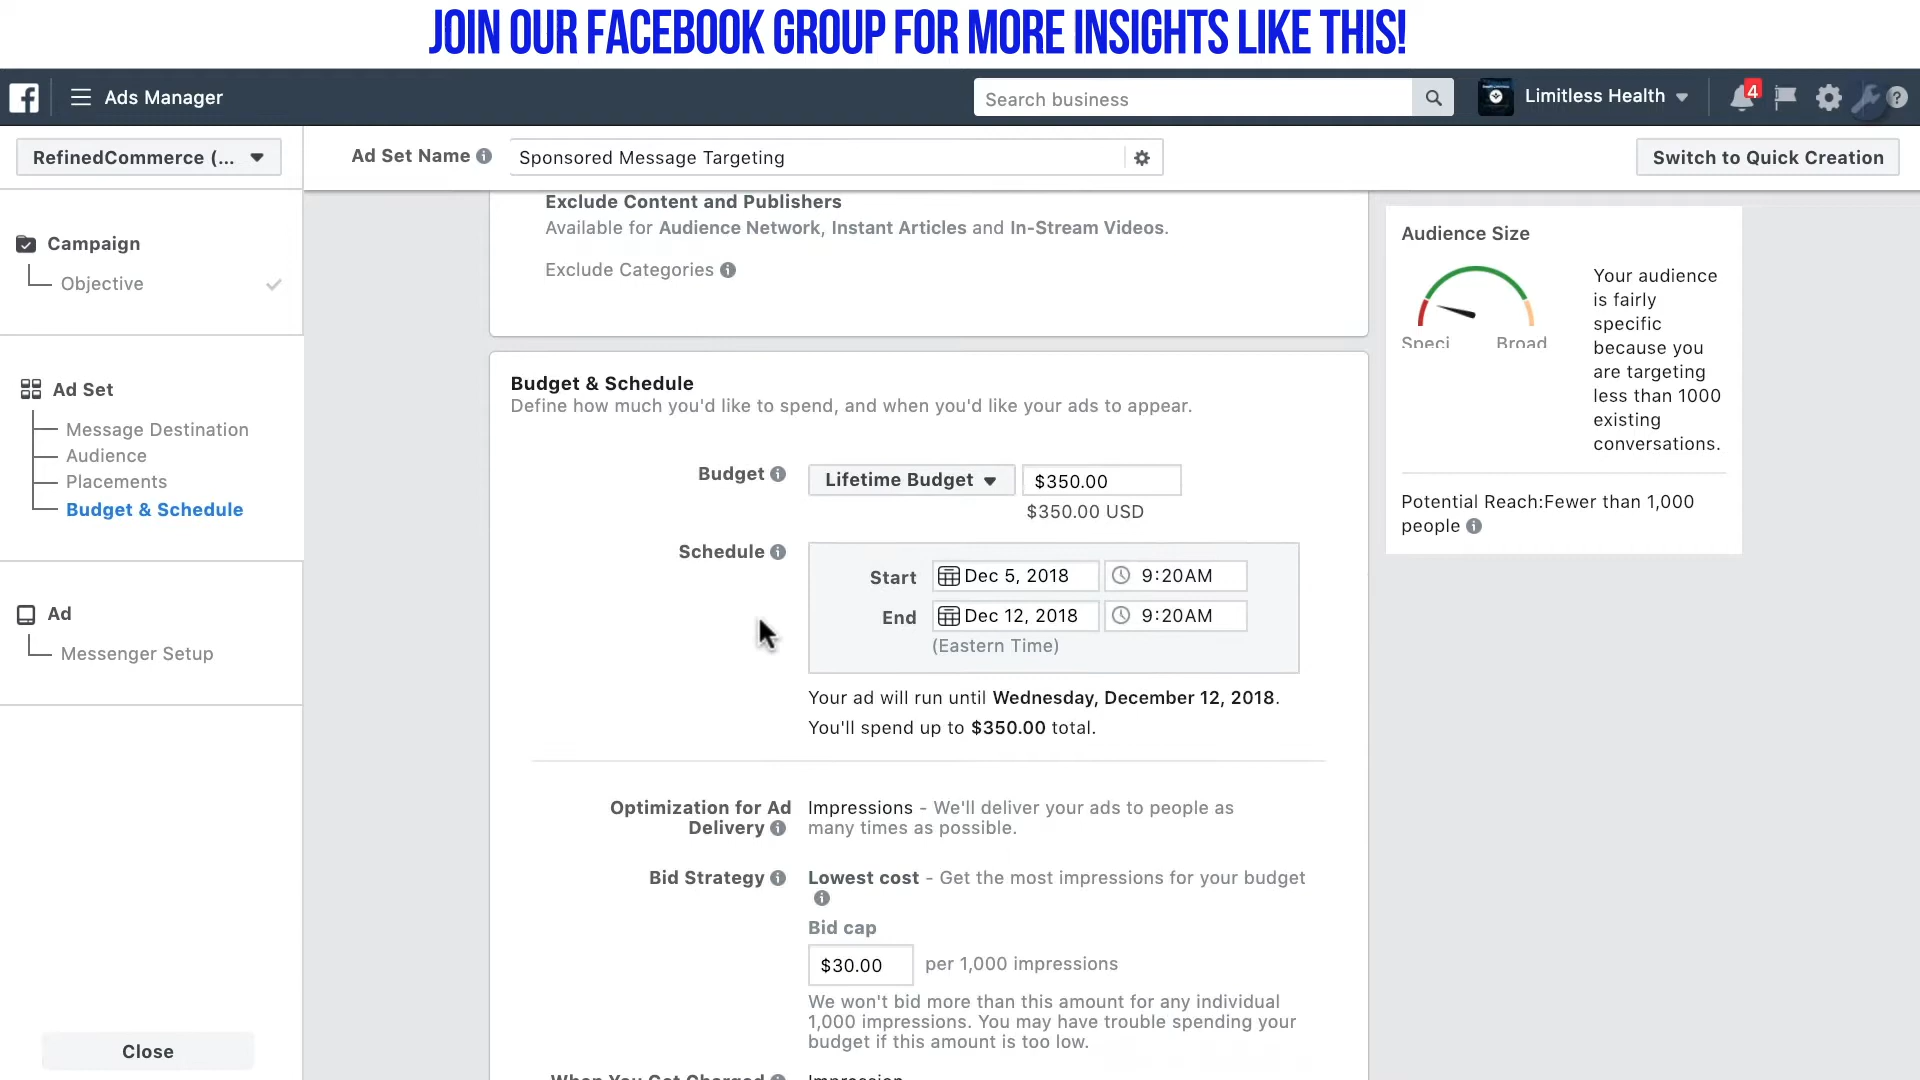 JOIN OUR FACEBOOK GROUP FOR MORE INSIGHTS LIKE THIS!
Ads Manager
Search business
Limitless Health
4
RefinedCommerce (...
Ad Set Name
Sponsored Message Targeting
Switch to Quick Creation
Campaign
Objective
Ad Set
Message Destination
Audience
Placements
Budget & Schedule
Ad
Messenger Setup
Close
Exclude Content and Publishers
Available for Audience Network, Instant Articles and In-Stream Videos.
Exclude Categories
Budget & Schedule
Define how much you'd like to spend, and when you'd like your ads to appear.
Budget
Lifetime Budget
$350.00
$350.00 USD
Schedule
Start
Dec 5, 2018
9:20AM
End
Dec 12, 2018
9:20AM
(Eastern Time)
Your ad will run until Wednesday, December 12, 2018.
You'll spend up to $350.00 total.
Optimization for Ad
Delivery
Impressions - We'll deliver your ads to people as
many times as possible.
Bid Strategy
Lowest cost - Get the most impressions for your budget
Bid cap
$30.00
per 1,000 impressions
We won't bid more than this amount for any individual
1,000 impressions. You may have trouble spending your
budget if this amount is too low.
When You Get Charged
Impression
Audience Size
Speci
Broad
Your audience
is fairly
specific
because you
are targeting
less than 1000
existing
conversations.
Potential Reach:Fewer than 1,000
people